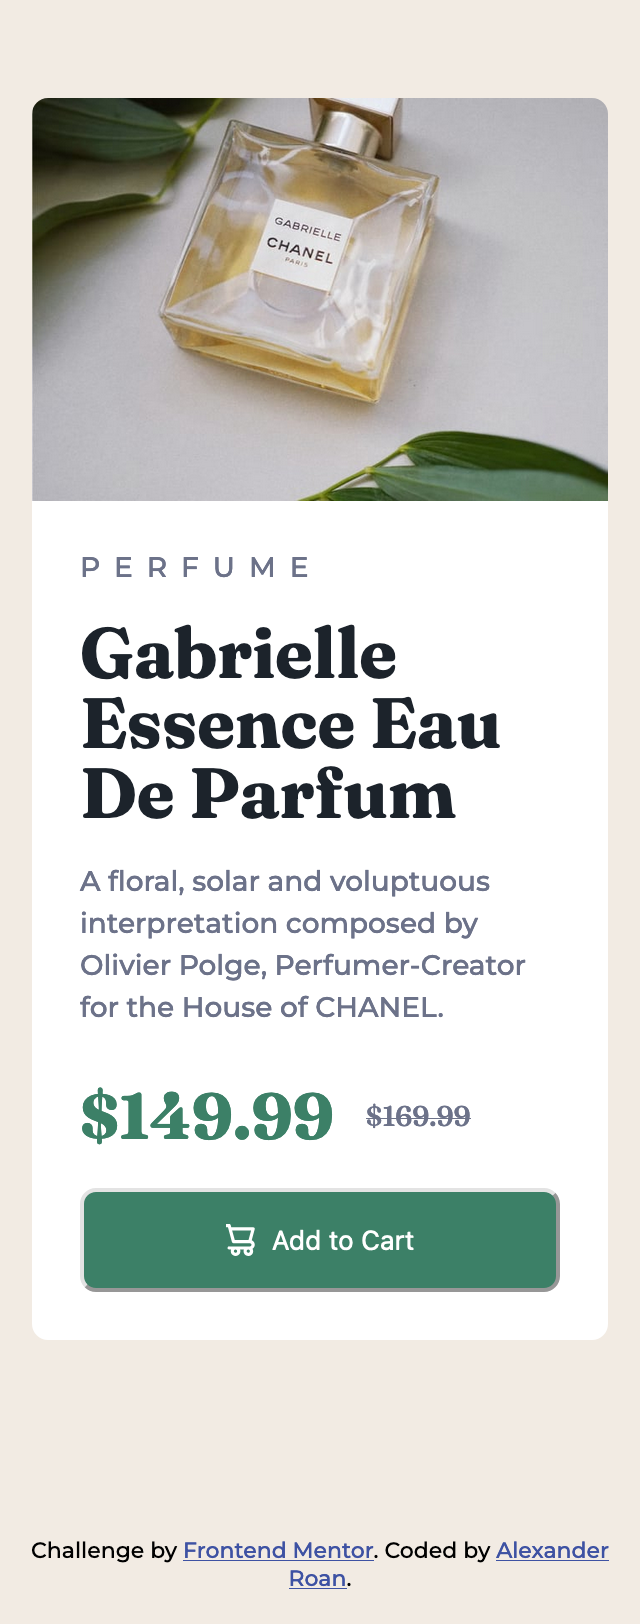 GABRIELLE
CHANEL
PARIS
PERFUME
Gabrielle
Essence Eau
De Parfum
A floral, solar and voluptuous
interpretation composed by
Olivier Polge, Perfumer-Creator
for the House of CHANEL.
$149.99 $169.99
Add to Cart
Challenge by Frontend Mentor. Coded by Alexander
Roan.